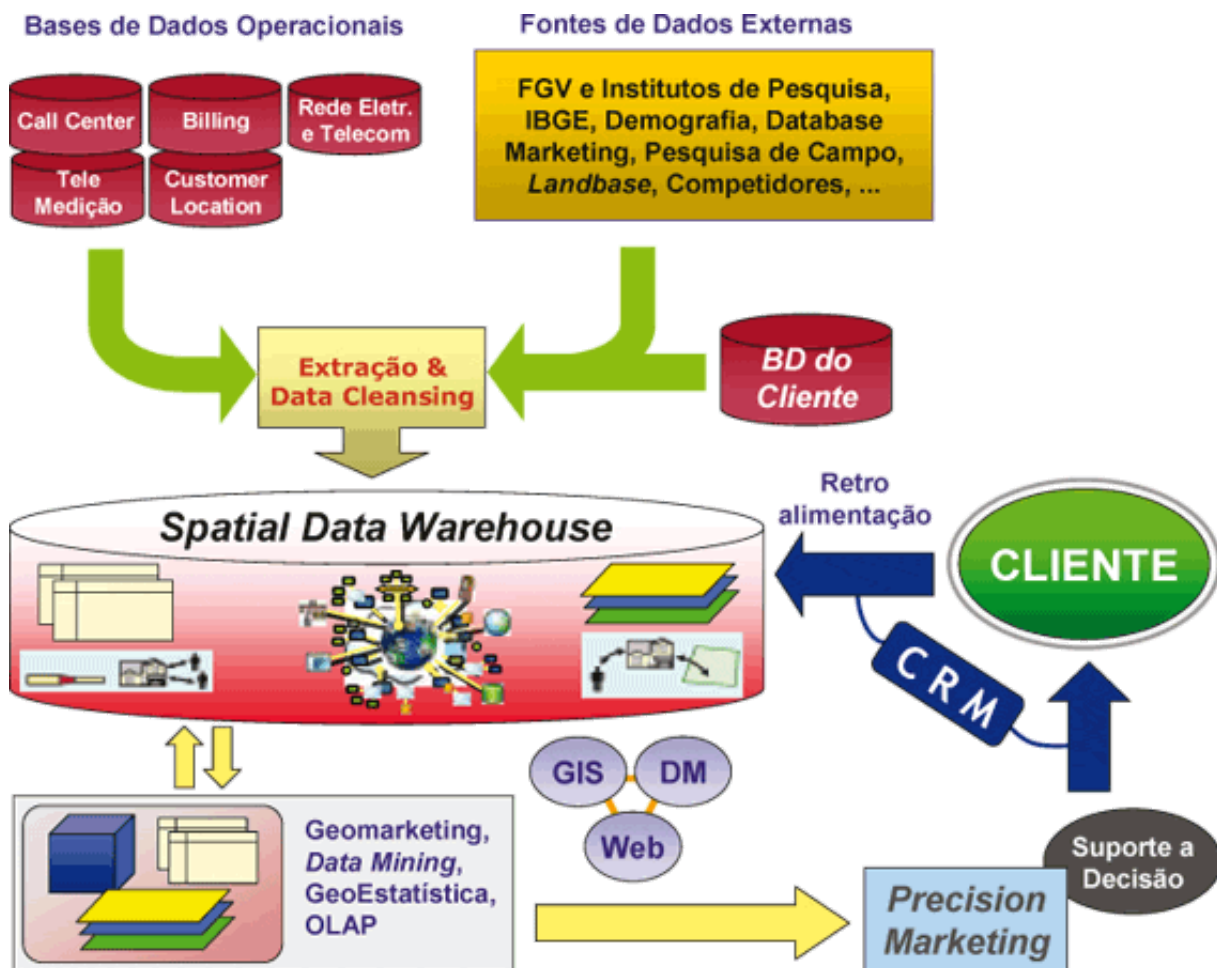 Bases de Dados Operacionais
Fontes de Dados Externas
Call Center
Billing
Rede Eletr.
e Telecom
Tele
Medição
Customer
Location
FGV e Institutos de Pesquisa,
IBGE, Demografia, Database
Marketing, Pesquisa de Campo,
Landbase, Competidores, ...
Extração &
Data Cleansing
BD do
Cliente
Spatial Data Warehouse
Retro
alimentação
CLIENTE
CRM
GIS
DM
Web
Geomarketing,
Data Mining,
GeoEstatística,
OLAP
Suporte a
Decisão
Precision
Marketing